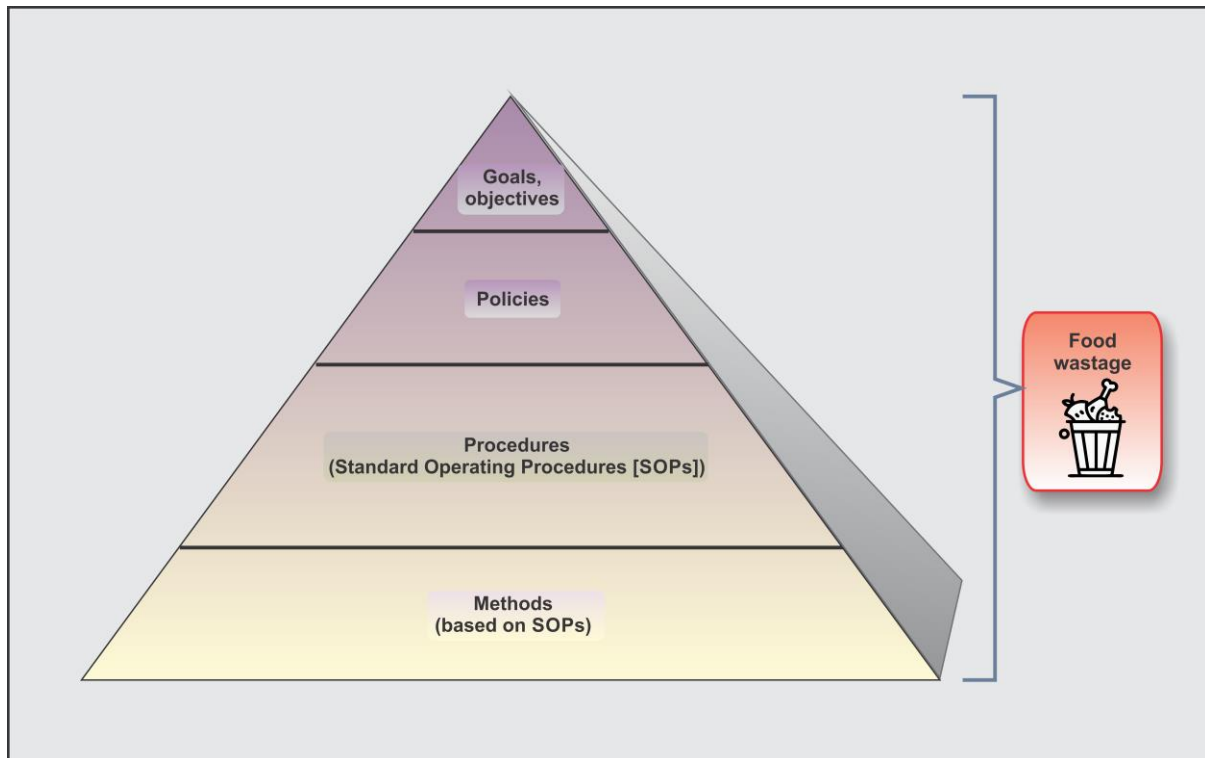 Goals,
objectives
Policies
Procedures
(Standard Operating Procedures [SOPs])
Methods
(based on SOPs)
Food
wastage